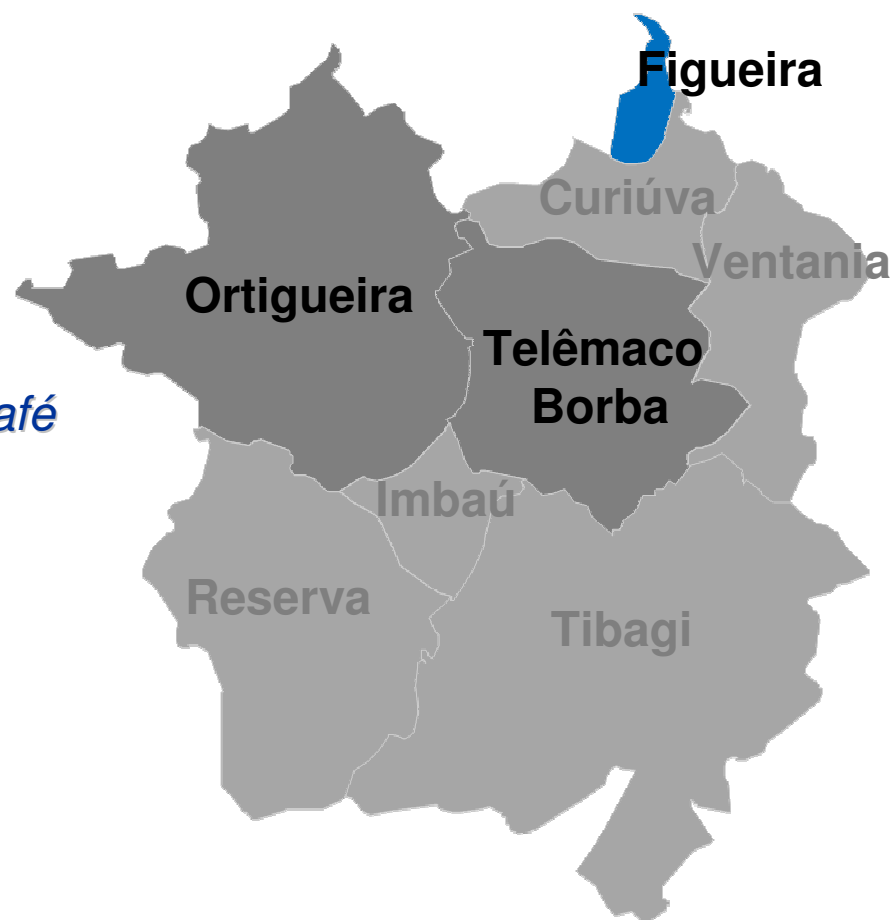 Figueira
Curiúva
Ventania
Ortigueira
Telêmaco
Borba
afé
Imbaú
Reserva
Tibagi